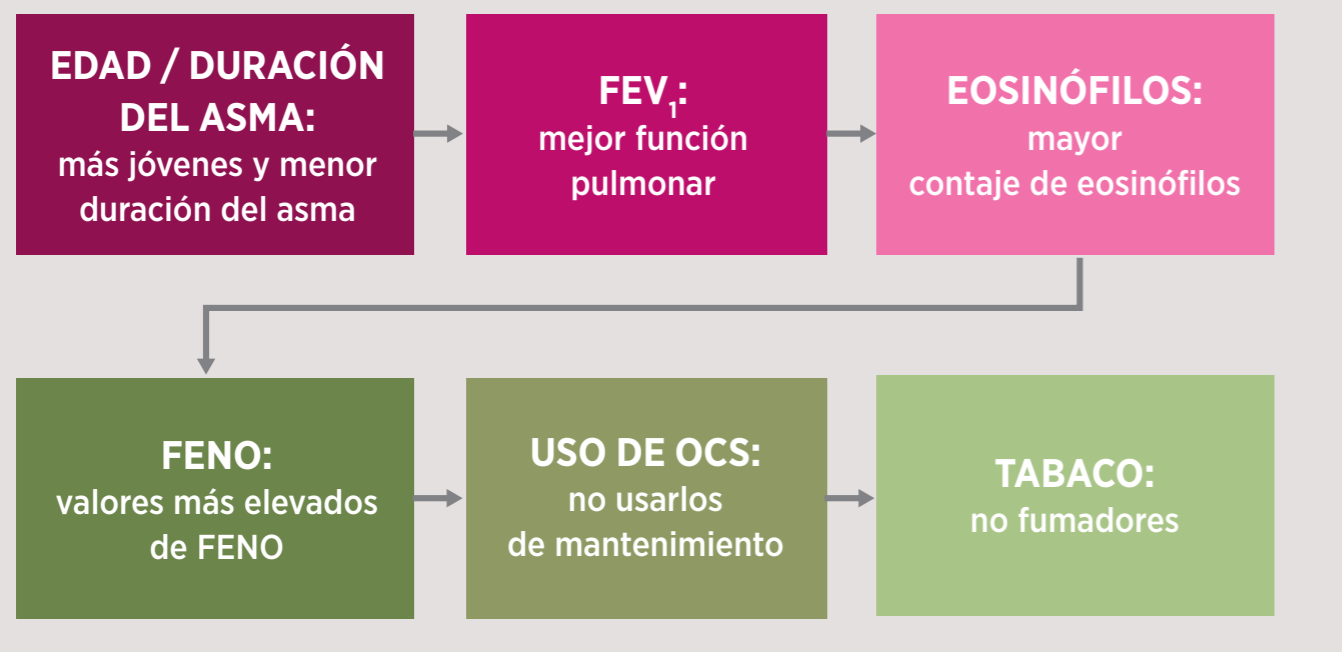 EDAD / DURACIÓN
DEL ASMA:
más jóvenes y menor
duración del asma
FEV₁:
mejor función
pulmonar
EOSINÓFILOS:
mayor
contaje de eosinófilos
FENO:
valores más elevados
de FENO
USO DE OCS:
no usarlos
de mantenimiento
TABACO:
no fumadores